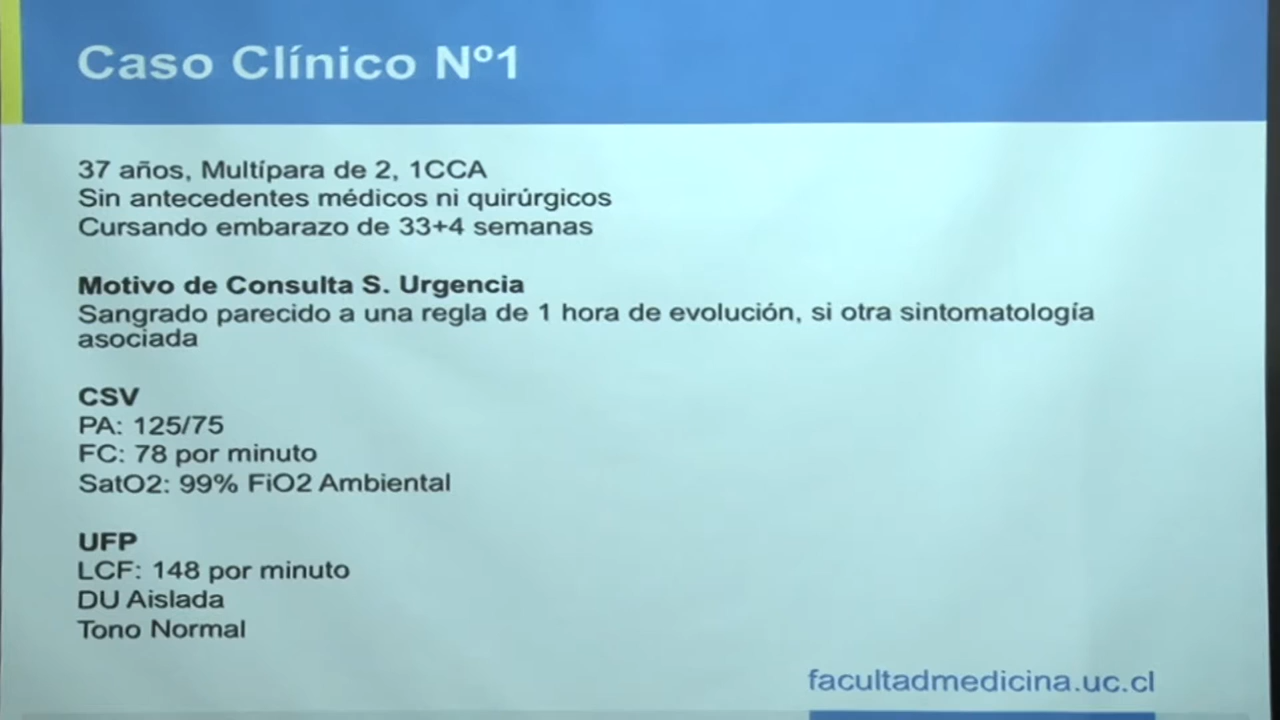 Caso Clínico Nº1
37 años, Multípara de 2, 1CCA
Sin antecedentes médicos ni quirúrgicos
Cursando embarazo de 33+4 semanas
Motivo de Consulta S. Urgencia
Sangrado parecido a una regla de 1 hora de evolución, si otra sintomatología
asociada
CSV
PA: 125/75
FC: 78 por minuto
SatO2: 99% FiO2 Ambiental
UFP
LCF: 148 por minuto
DU Aislada
Tono Normal
facultadmedicina.uc.cl